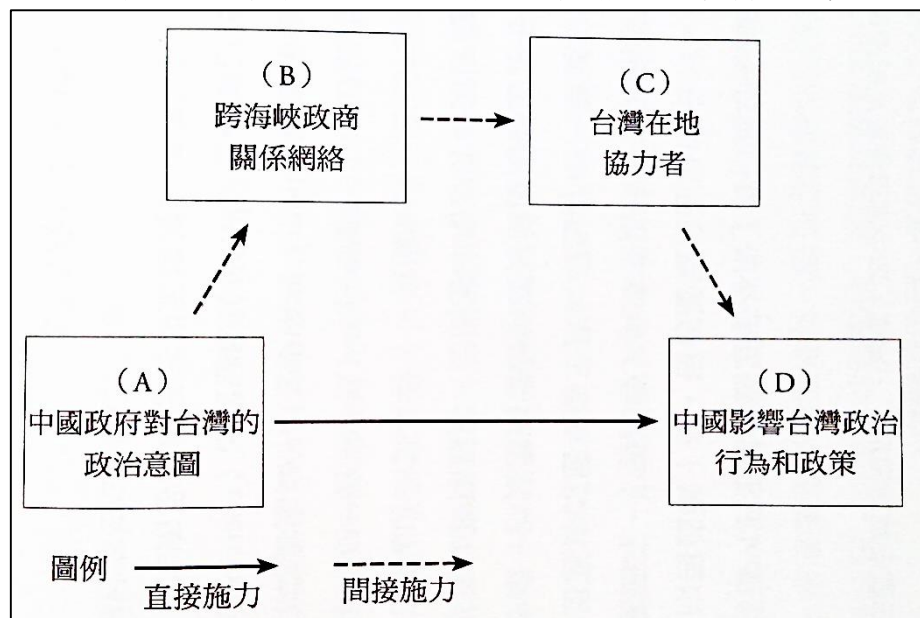 （B）
跨海峽政商
關係網絡
（C）
台灣在地
協力者
（A）
中國政府對台灣的
政治意圖
（D）
中國影響台灣政治
行為和政策
圖例
直接施力
間接施力